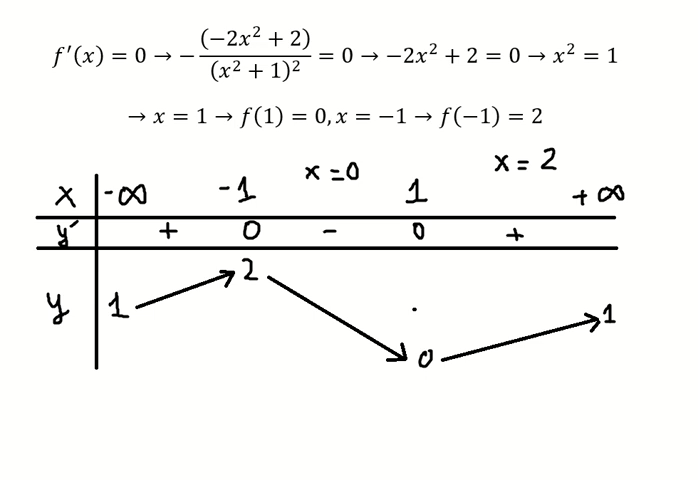 f′(x) = 0 → −(−2x² + 2)/(x² + 1)² = 0 → −2x² + 2 = 0 → x² = 1
→ x = 1 → f(1) = 0, x = −1 → f(−1) = 2
x = 0 x = 2
x -∞ -1 1 +∞
y′ + 0 - 0 +
y 1 2 0 1